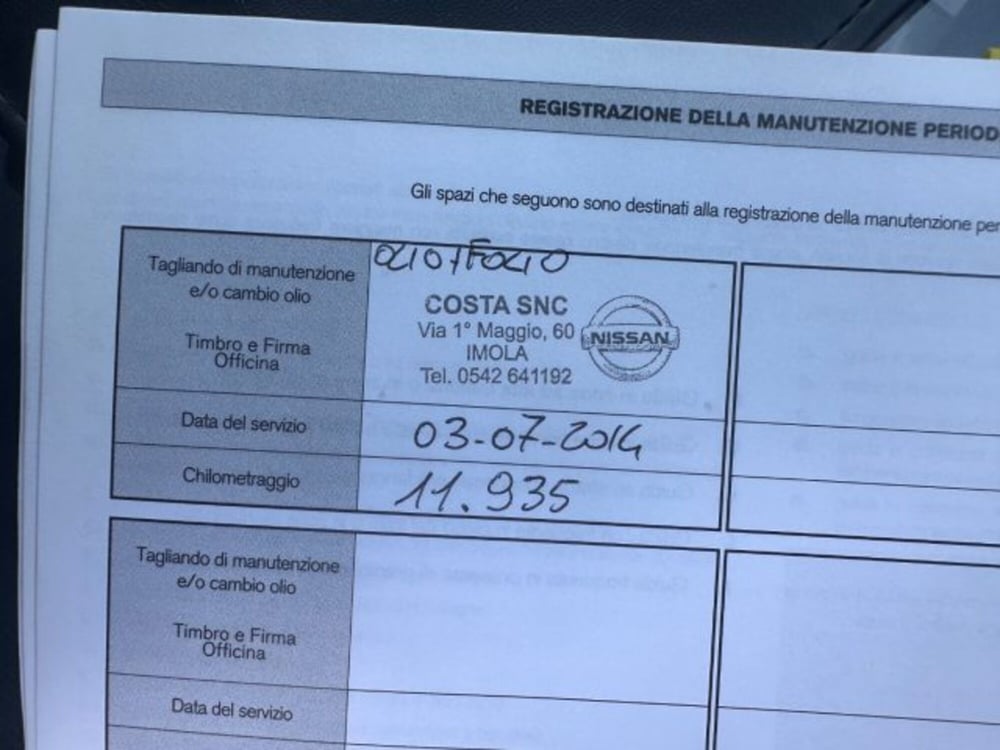 REGISTRAZIONE DELLA MANUTENZIONE PERIOD
Gli spazi che seguono sono destinati alla registrazione della manutenzione per
Tagliando di manutenzione
e/o cambio olio
OLIO+FOLIO
Timbro e Firma
Officina
COSTA SNC
Via 1° Maggio, 60
IMOLA
Tel. 0542 641192
NISSAN
Data del servizio
03-07-2014
Chilometraggio
11.935
Tagliando di manutenzione
e/o cambio olio
Timbro e Firma
Officina
Data del servizio